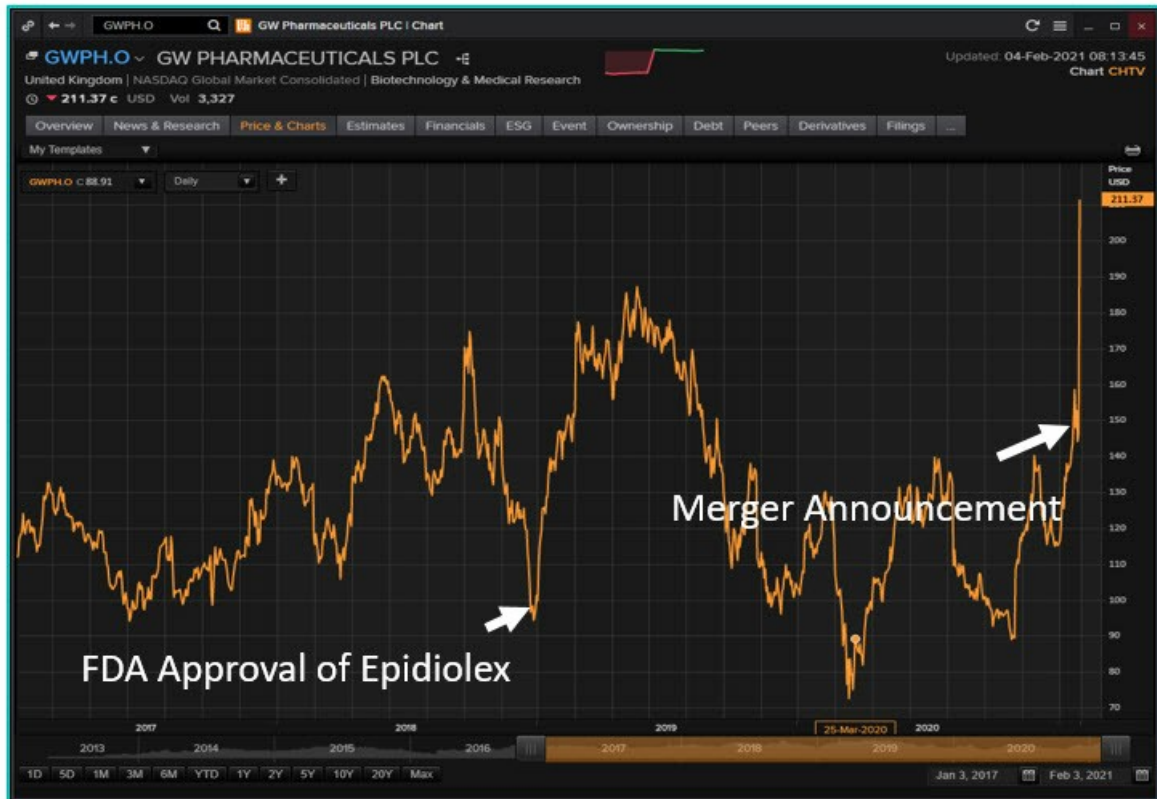 GWPH.O GW Pharmaceuticals PLC | Chart
GWPH.O GW PHARMACEUTICALS PLC
Updated: 04-Feb-2021 08:13:45
United Kingdom | NASDAQ Global Market Consolidated | Biotechnology & Medical Research
Chart CHTV
211.37 c USD Vol 3,327
Overview News & Research Price & Charts Estimates Financials ESG Event Ownership Debt Peers Derivatives Filings ...
My Templates
GWPH.O C 88.91 Daily +
Price
USD
211.37
200
190
180
170
160
150
140
130
Merger Announcement
120
110
100
90
FDA Approval of Epidiolex
80
70
2017 2018 2019 25-Mar-2020 2020
2013 2014 2015 2016 2017 2018 2019 2020
1D 5D 1M 3M 6M YTD 1Y 2Y 5Y 10Y 20Y Max Jan 3, 2017 Feb 3, 2021